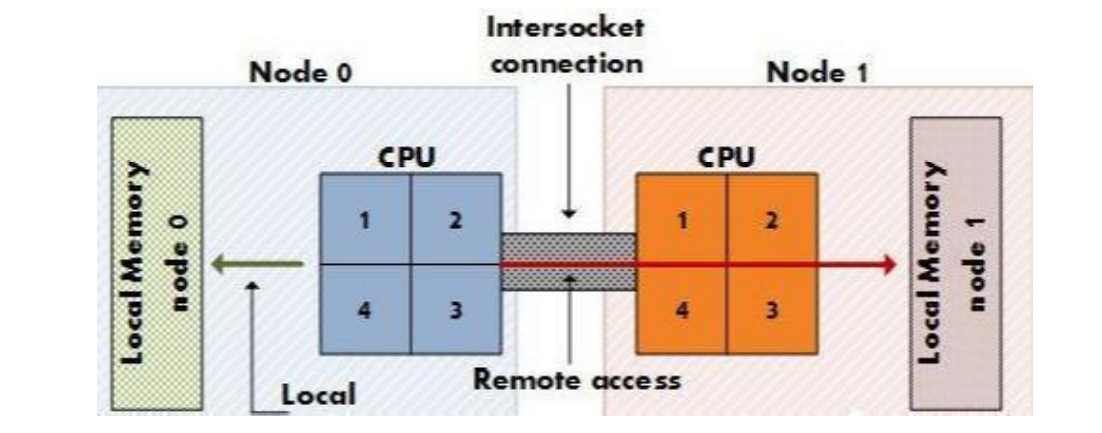 Intersocket
connection
Node 0
Node 1
CPU
CPU
Local Memory
node 0
1 2
4 3
1 2
4 3
Local Memory
node 1
Remote access
Local